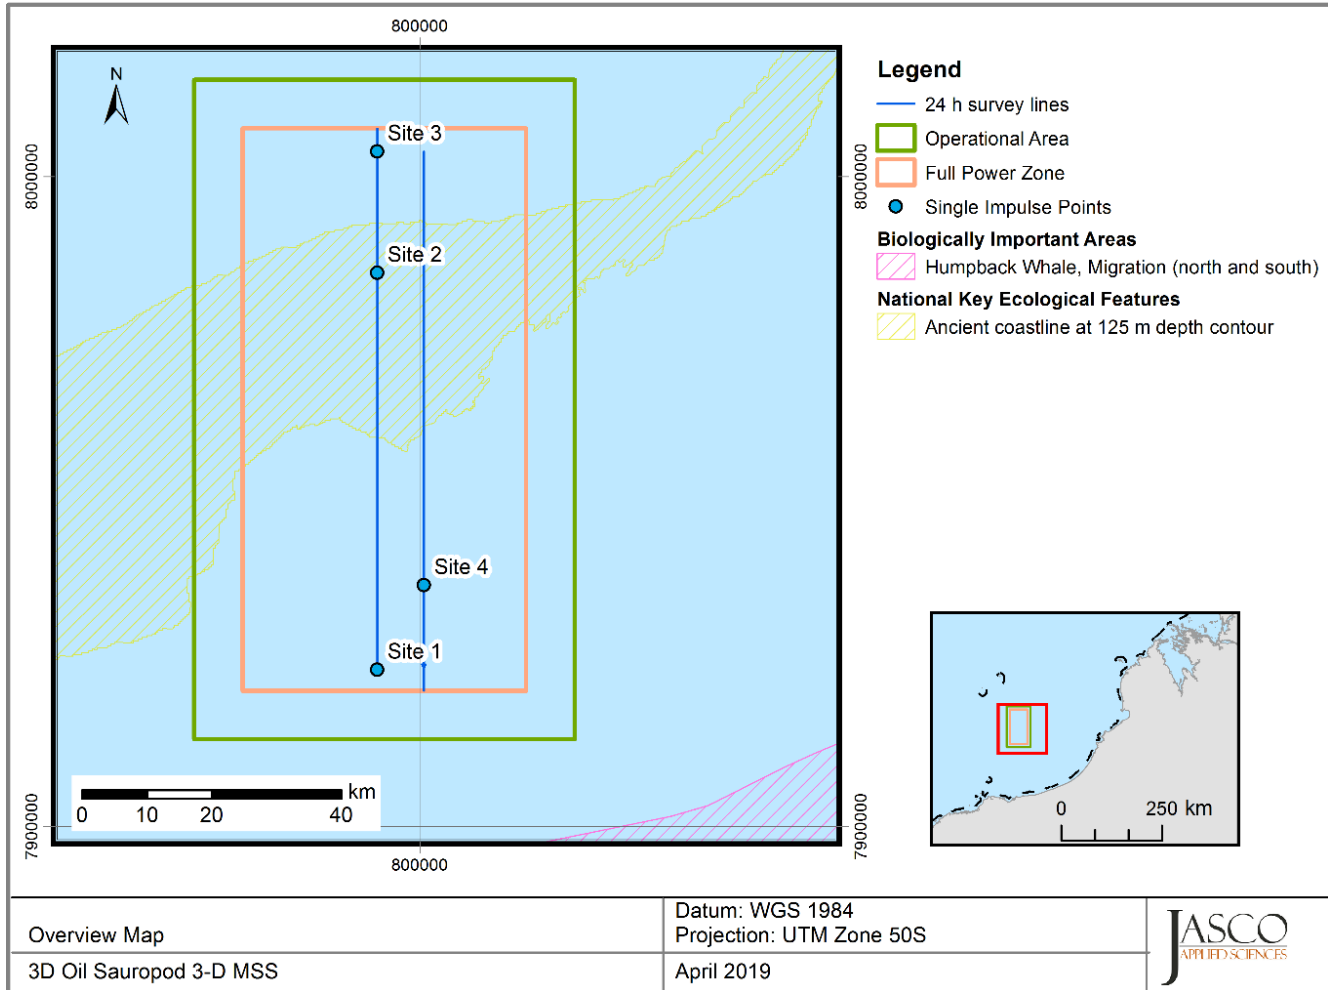 800000
N
8000000
8000000
Site 3
Site 2
Site 4
Site 1
km
0 10 20 40
7900000
7900000
800000
Legend
24 h survey lines
Operational Area
Full Power Zone
Single Impulse Points
Biologically Important Areas
Humpback Whale, Migration (north and south)
National Key Ecological Features
Ancient coastline at 125 m depth contour
0 250 km
Overview Map
Datum: WGS 1984
Projection: UTM Zone 50S
3D Oil Sauropod 3-D MSS
April 2019
JASCO
APPLIED SCIENCES